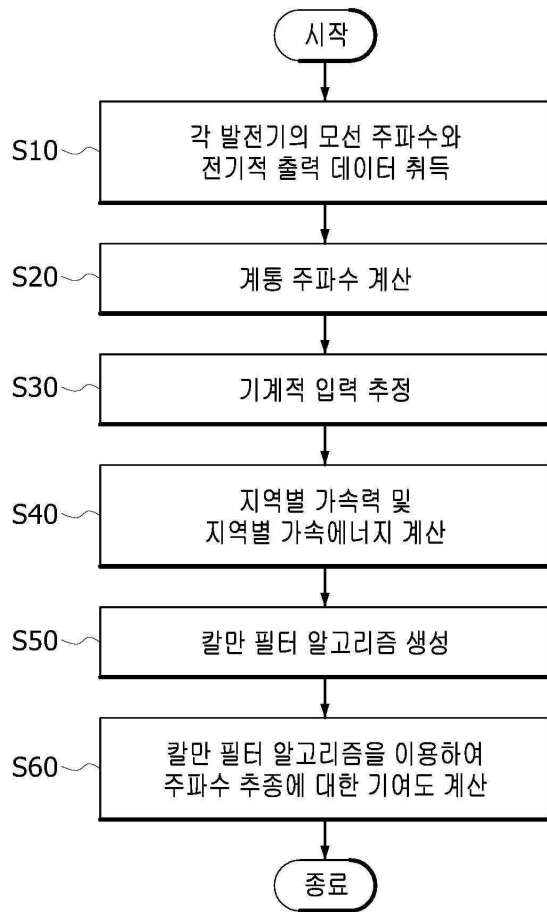 시작
S10
각 발전기의 모선 주파수와
전기적 출력 데이터 취득
S20
계통 주파수 계산
S30
기계적 입력 추정
S40
지역별 가속력 및
지역별 가속에너지 계산
S50
칼만 필터 알고리즘 생성
S60
칼만 필터 알고리즘을 이용하여
주파수 추종에 대한 기여도 계산
종료